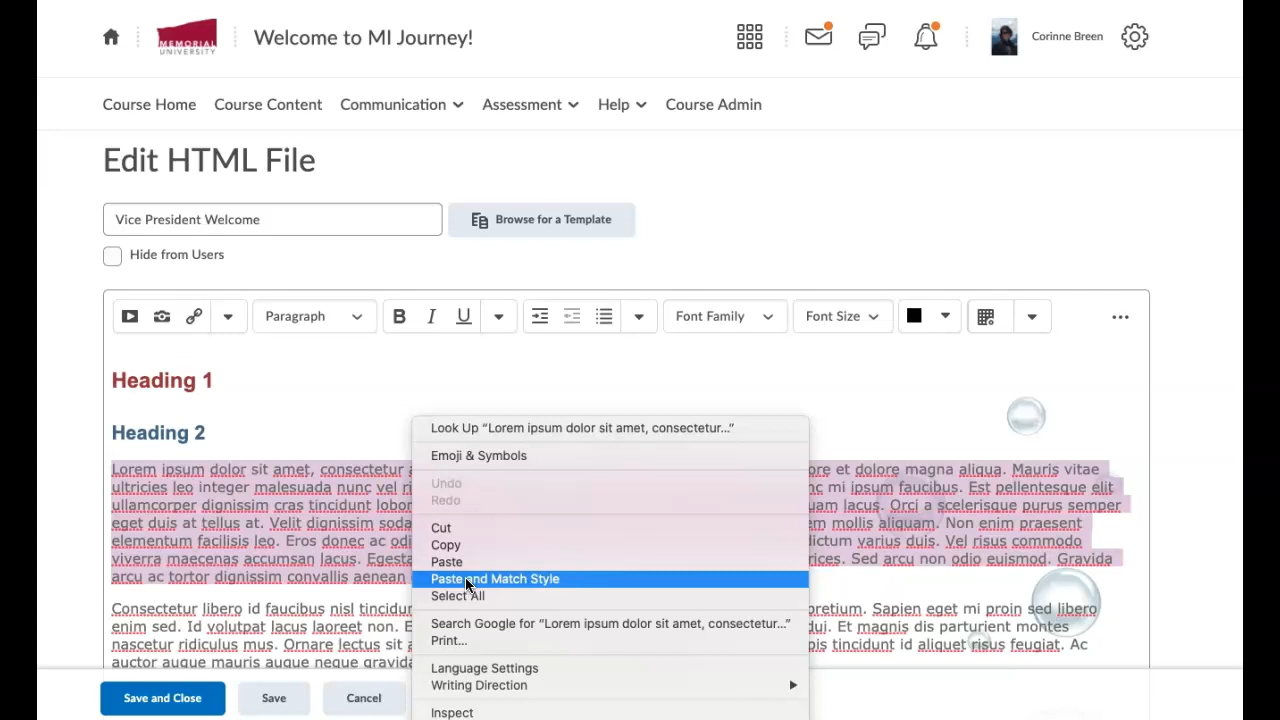 MEMORIAL
UNIVERSITY
Welcome to MI Journey!
Corinne Breen
Course Home
Course Content
Communication
Assessment
Help
Course Admin
Edit HTML File
Vice President Welcome
Browse for a Template
Hide from Users
Paragraph
B
I
U
Font Family
Font Size
Heading 1
Heading 2
Lorem ipsum dolor sit amet, consectetur
ore et dolore magna aliqua. Mauris vitae
ultricies leo integer malesuada nunc vel
nc mi ipsum faucibus. Est pellentesque elit
ullamcorper dignissim cras tincidunt
uam lacus. Orci a scelerisque purus semper
eget duis at tellus at. Velit dignissim
em mollis aliquam. Non enim praesent
elementum facilisis leo. Eros donec ac
dictum varius duis. Vel risus commodo
viverra maecenas accumsan lacus.
rices. Sed arcu non odio euismod. Gravida
arcu ac tortor dignissim convallis aenean
Consectetur libero id faucibus nisl
pretium. Sapien eget mi proin sed libero
enim sed. Id volutpat lacus laoreet non.
dui. Et magnis dis parturient montes
nascetur ridiculus mus. Ornare lectus sit
pis tincidunt id aliquet risus feugiat. Ac
auctor augue mauris augue neque
Look Up “Lorem ipsum dolor sit amet, consectetur...”
Emoji & Symbols
Undo
Redo
Cut
Copy
Paste
Paste and Match Style
Select All
Search Google for “Lorem ipsum dolor sit amet, consectetur...”
Print...
Language Settings
Writing Direction
Inspect
Save and Close
Save
Cancel